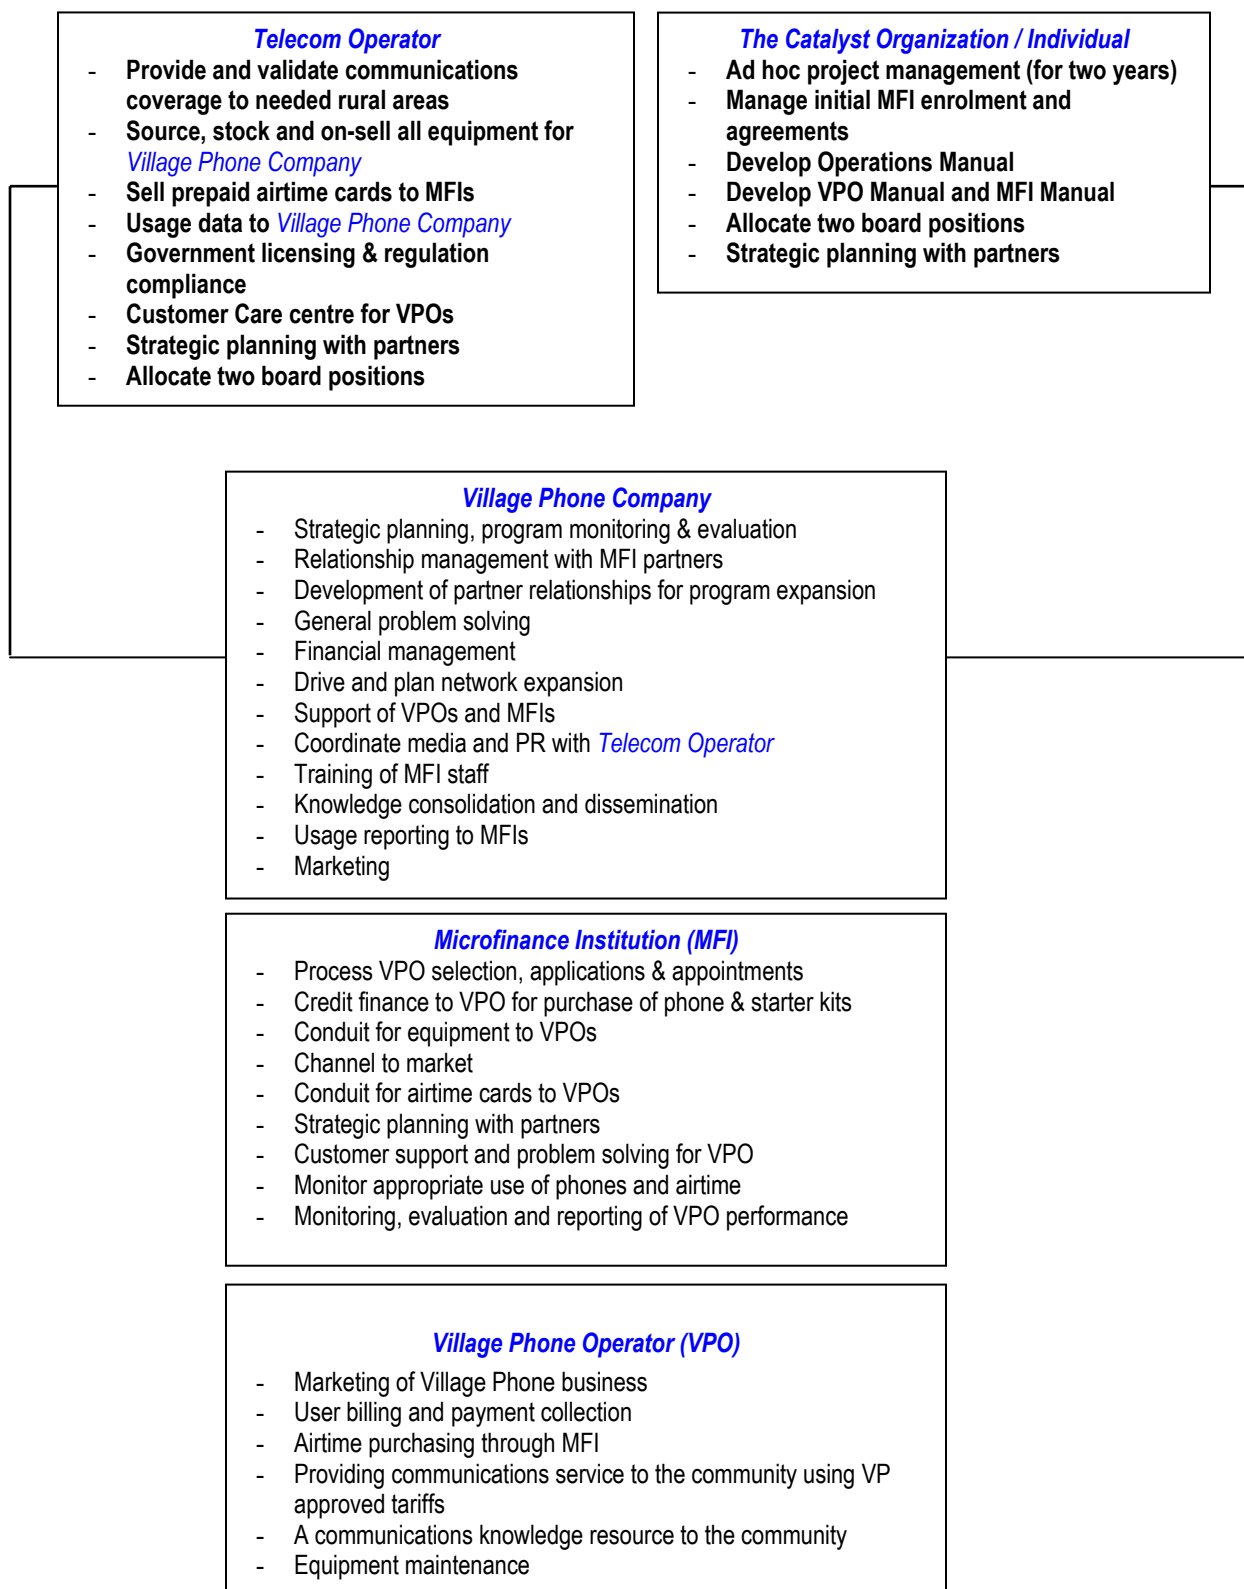 Telecom Operator
- Provide and validate communications
coverage to needed rural areas
- Source, stock and on-sell all equipment for
Village Phone Company
- Sell prepaid airtime cards to MFIs
- Usage data to Village Phone Company
- Government licensing & regulation
compliance
- Customer Care centre for VPOs
- Strategic planning with partners
- Allocate two board positions
The Catalyst Organization / Individual
- Ad hoc project management (for two years)
- Manage initial MFI enrolment and
agreements
- Develop Operations Manual
- Develop VPO Manual and MFI Manual
- Allocate two board positions
- Strategic planning with partners
Village Phone Company
- Strategic planning, program monitoring & evaluation
- Relationship management with MFI partners
- Development of partner relationships for program expansion
- General problem solving
- Financial management
- Drive and plan network expansion
- Support of VPOs and MFIs
- Coordinate media and PR with Telecom Operator
- Training of MFI staff
- Knowledge consolidation and dissemination
- Usage reporting to MFIs
- Marketing
Microfinance Institution (MFI)
- Process VPO selection, applications & appointments
- Credit finance to VPO for purchase of phone & starter kits
- Conduit for equipment to VPOs
- Channel to market
- Conduit for airtime cards to VPOs
- Strategic planning with partners
- Customer support and problem solving for VPO
- Monitor appropriate use of phones and airtime
- Monitoring, evaluation and reporting of VPO performance
Village Phone Operator (VPO)
- Marketing of Village Phone business
- User billing and payment collection
- Airtime purchasing through MFI
- Providing communications service to the community using VP
approved tariffs
- A communications knowledge resource to the community
- Equipment maintenance